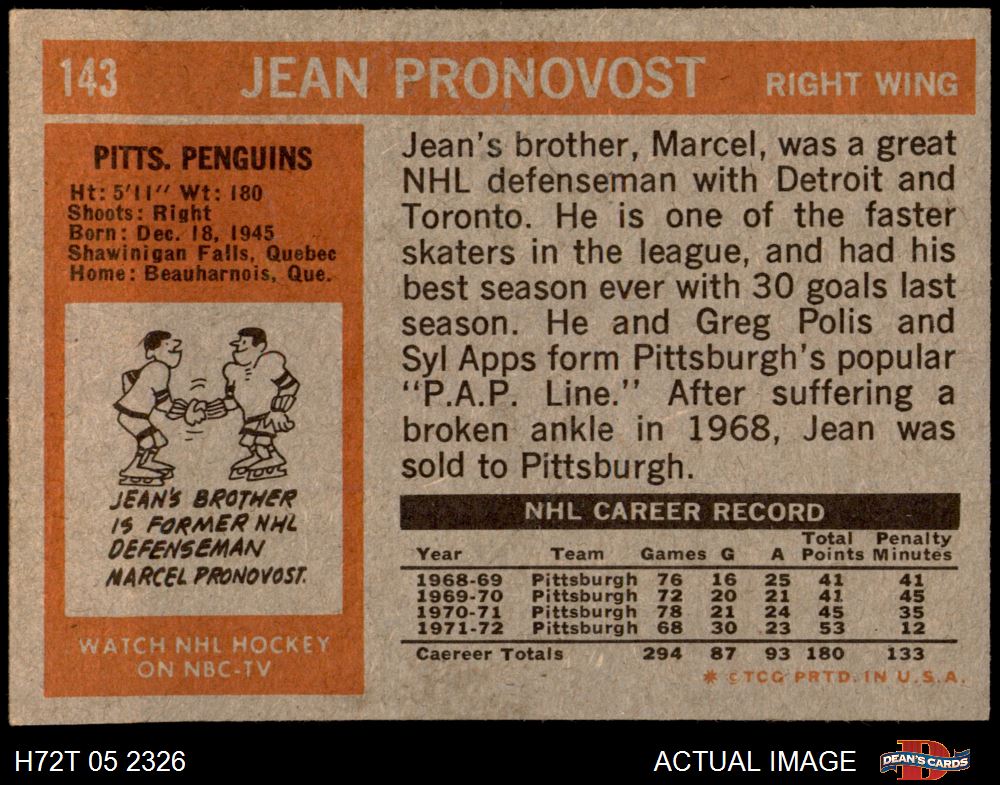 143 JEAN PRONOVOST RIGHT WING
PITTS. PENGUINS
Ht: 5'11" Wt: 180
Shoots: Right
Born: Dec. 18, 1945
Shawinigan Falls, Quebec
Home: Beauharnois, Que.
JEAN'S BROTHER
IS FORMER NHL
DEFENSEMAN
MARCEL PRONOVOST.
WATCH NHL HOCKEY
ON NBC-TV
Jean's brother, Marcel, was a great
NHL defenseman with Detroit and
Toronto. He is one of the faster
skaters in the league, and had his
best season ever with 30 goals last
season. He and Greg Polis and
Syl Apps form Pittsburgh's popular
"P.A.P. Line." After suffering a
broken ankle in 1968, Jean was
sold to Pittsburgh.
NHL CAREER RECORD
Year Team Games G A Total Points Penalty Minutes
1968-69 Pittsburgh 76 16 25 41 41
1969-70 Pittsburgh 72 20 21 41 45
1970-71 Pittsburgh 78 21 24 45 35
1971-72 Pittsburgh 68 30 23 53 12
Caereer Totals 294 87 93 180 133
* © TCG PRTD. IN U.S.A.
H72T 05 2326 ACTUAL IMAGE DEAN'S CARDS